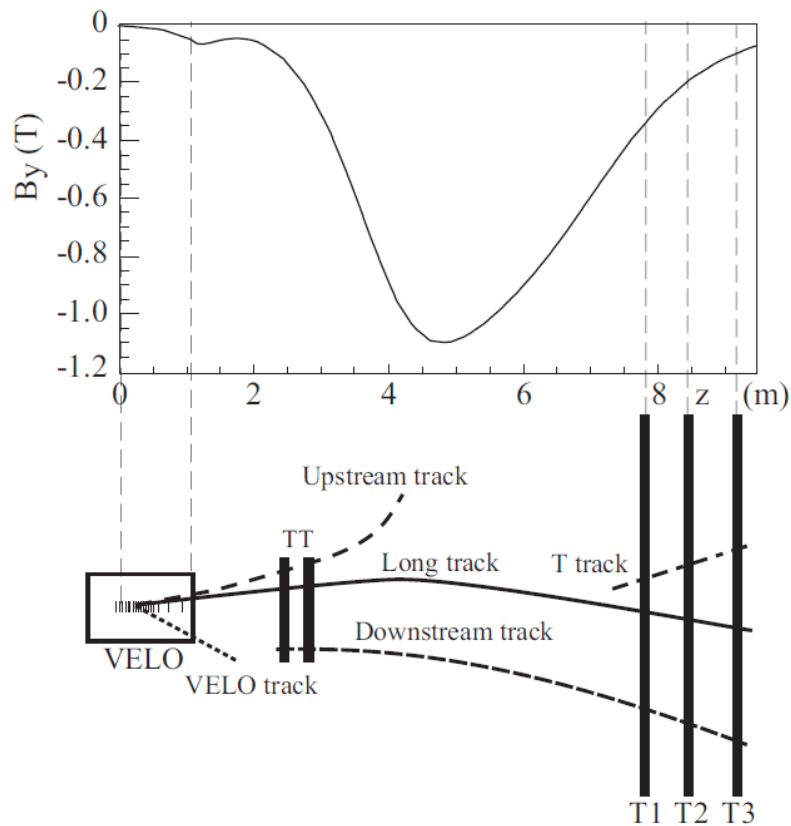 0
-0.2
-0.4
-0.6
-0.8
-1.0
-1.2
By (T)
0 2 4 6 8 z (m)
Upstream track
TT
Long track
T track
Downstream track
VELO
VELO track
T1 T2 T3